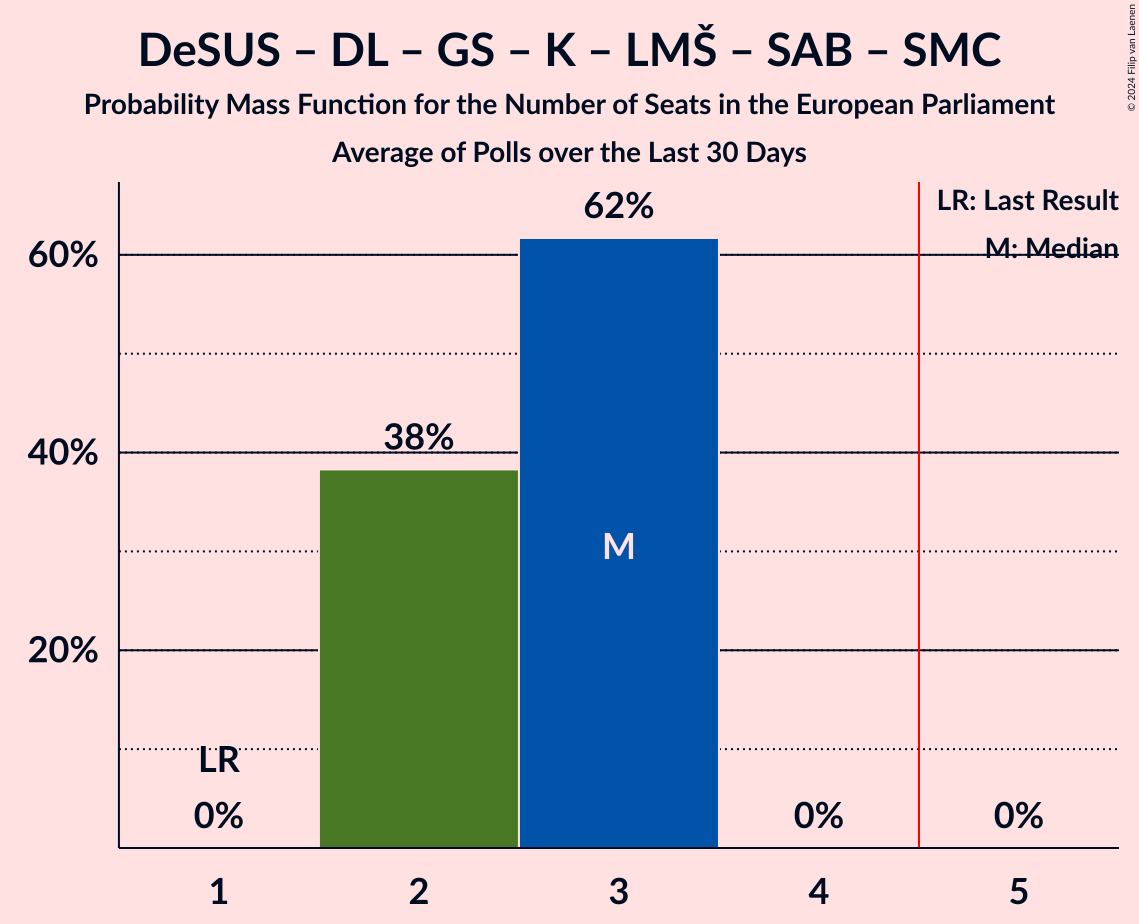 DeSUS – DL – GS – K – LMŠ – SAB – SMC
Probability Mass Function for the Number of Seats in the European Parliament
Average of Polls over the Last 30 Days
© 2024 Filip van Laenen
LR: Last Result
M: Median
62%
60%
38%
40%
M
20%
LR
0%
0%
0%
1
2
3
4
5